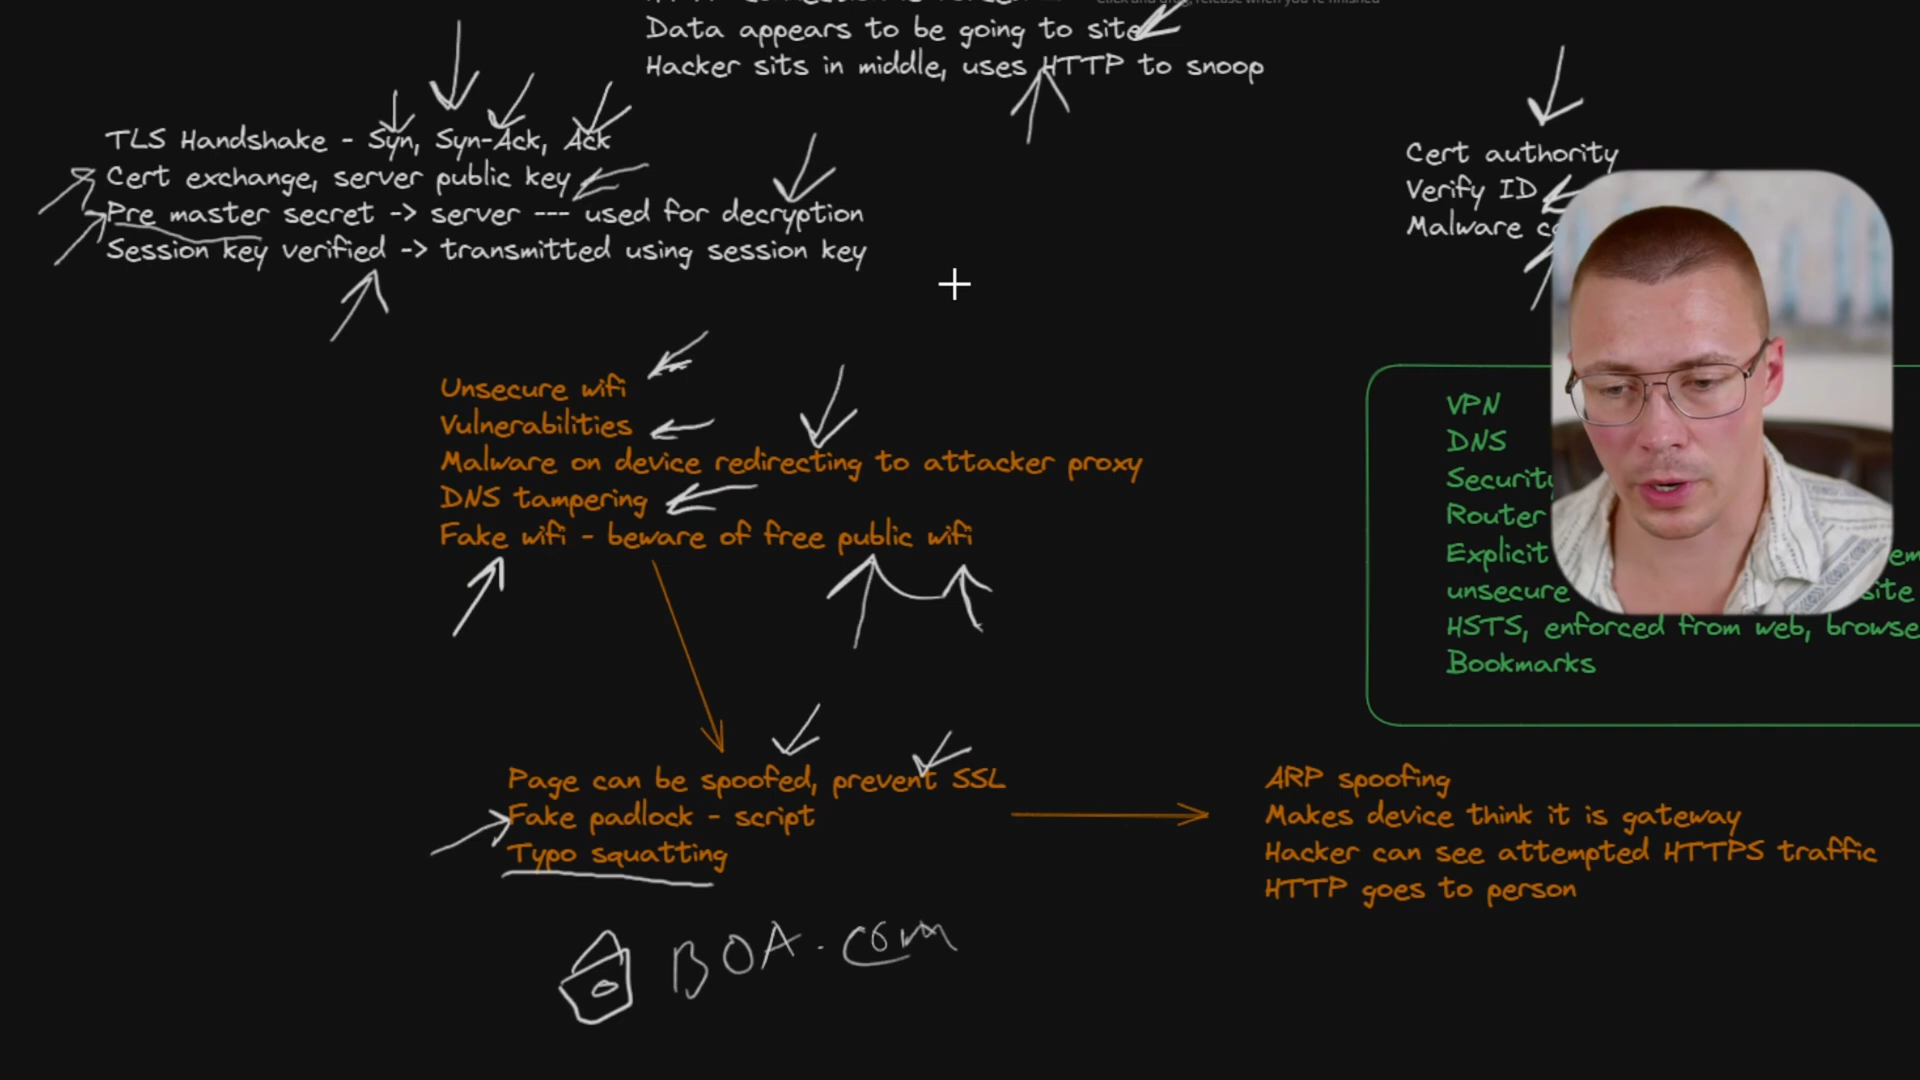 Data appears to be going to site
Hacker sits in middle, uses HTTP to snoop
TLS Handshake - Syn, Syn-Ack, Ack
Cert exchange, server public key
Pre master secret -> server --- used for decryption
Session key verified -> transmitted using session key
Cert authority
Verify ID
Malware
Unsecure wifi
Vulnerabilities
Malware on device redirecting to attacker proxy
DNS tampering
Fake wifi - beware of free public wifi
VPN
DNS
Security
Router
Explicit
unsecure site
HSTS, enforced from web, browse
Bookmarks
Page can be spoofed, prevent SSL
Fake padlock - script
Typo squatting
ARP spoofing
Makes device think it is gateway
Hacker can see attempted HTTPS traffic
HTTP goes to person
BOA.com